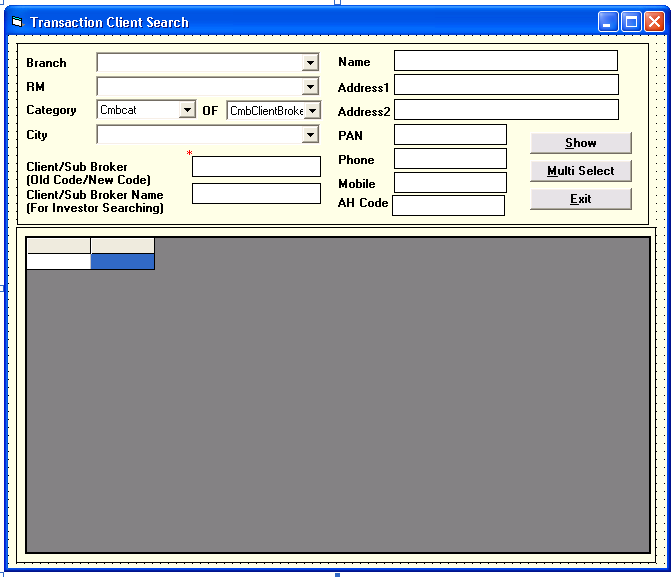 Transaction Client Search
Branch
RM
Category Cmbcat OF CmbClientBroke
City
*
Client/Sub Broker
(Old Code/New Code)
Client/Sub Broker Name
(For Investor Searching)
Name
Address1
Address2
PAN
Phone
Mobile
AH Code
Show
Multi Select
Exit